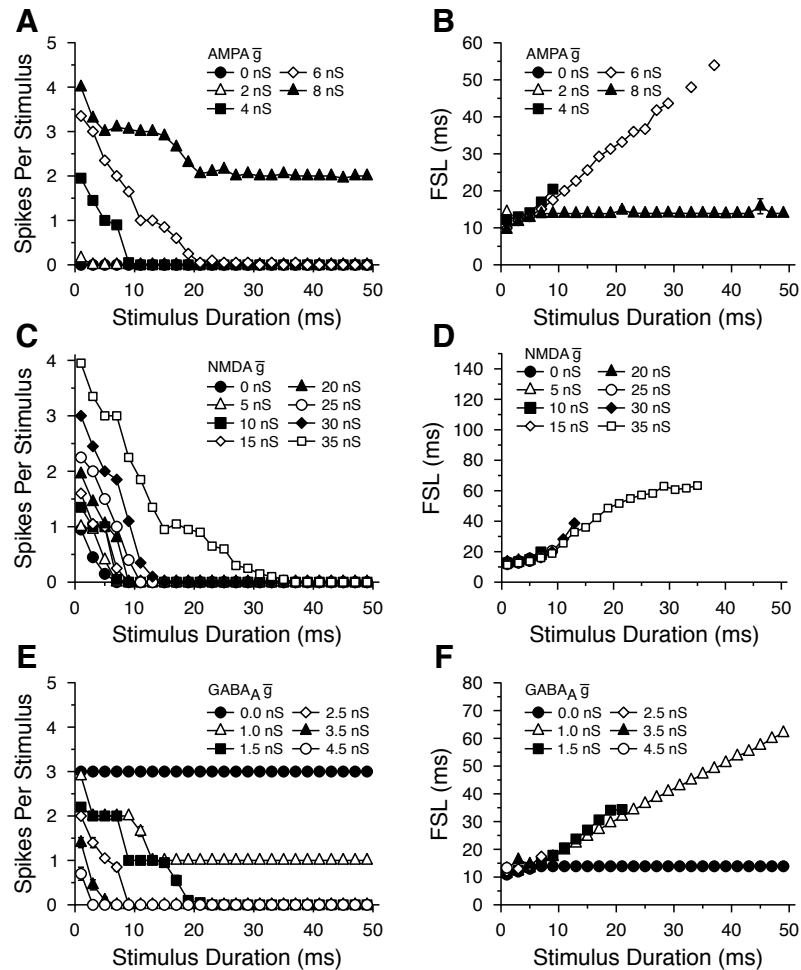 A
AMPA g̅
0 nS
6 nS
2 nS
8 nS
4 nS
Spikes Per Stimulus
5
4
3
2
1
0
0 10 20 30 40 50
Stimulus Duration (ms)
B
AMPA g̅
0 nS
6 nS
2 nS
8 nS
4 nS
FSL (ms)
60
50
40
30
20
10
0
0 10 20 30 40 50
Stimulus Duration (ms)
C
NMDA g̅
0 nS
20 nS
5 nS
25 nS
10 nS
30 nS
15 nS
35 nS
Spikes Per Stimulus
4
3
2
1
0
0 10 20 30 40 50
Stimulus Duration (ms)
D
NMDA g̅
0 nS
20 nS
5 nS
25 nS
10 nS
30 nS
15 nS
35 nS
FSL (ms)
140
120
100
80
60
40
20
0
0 10 20 30 40 50
Stimulus Duration (ms)
E
GABA_A g̅
0.0 nS
2.5 nS
1.0 nS
3.5 nS
1.5 nS
4.5 nS
Spikes Per Stimulus
5
4
3
2
1
0
0 10 20 30 40 50
Stimulus Duration (ms)
F
GABA_A g̅
0.0 nS
2.5 nS
1.0 nS
3.5 nS
1.5 nS
4.5 nS
FSL (ms)
80
70
60
50
40
30
20
10
0
0 10 20 30 40 50
Stimulus Duration (ms)